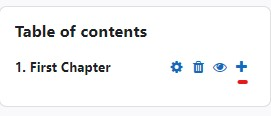 Table of contents
1. First Chapter